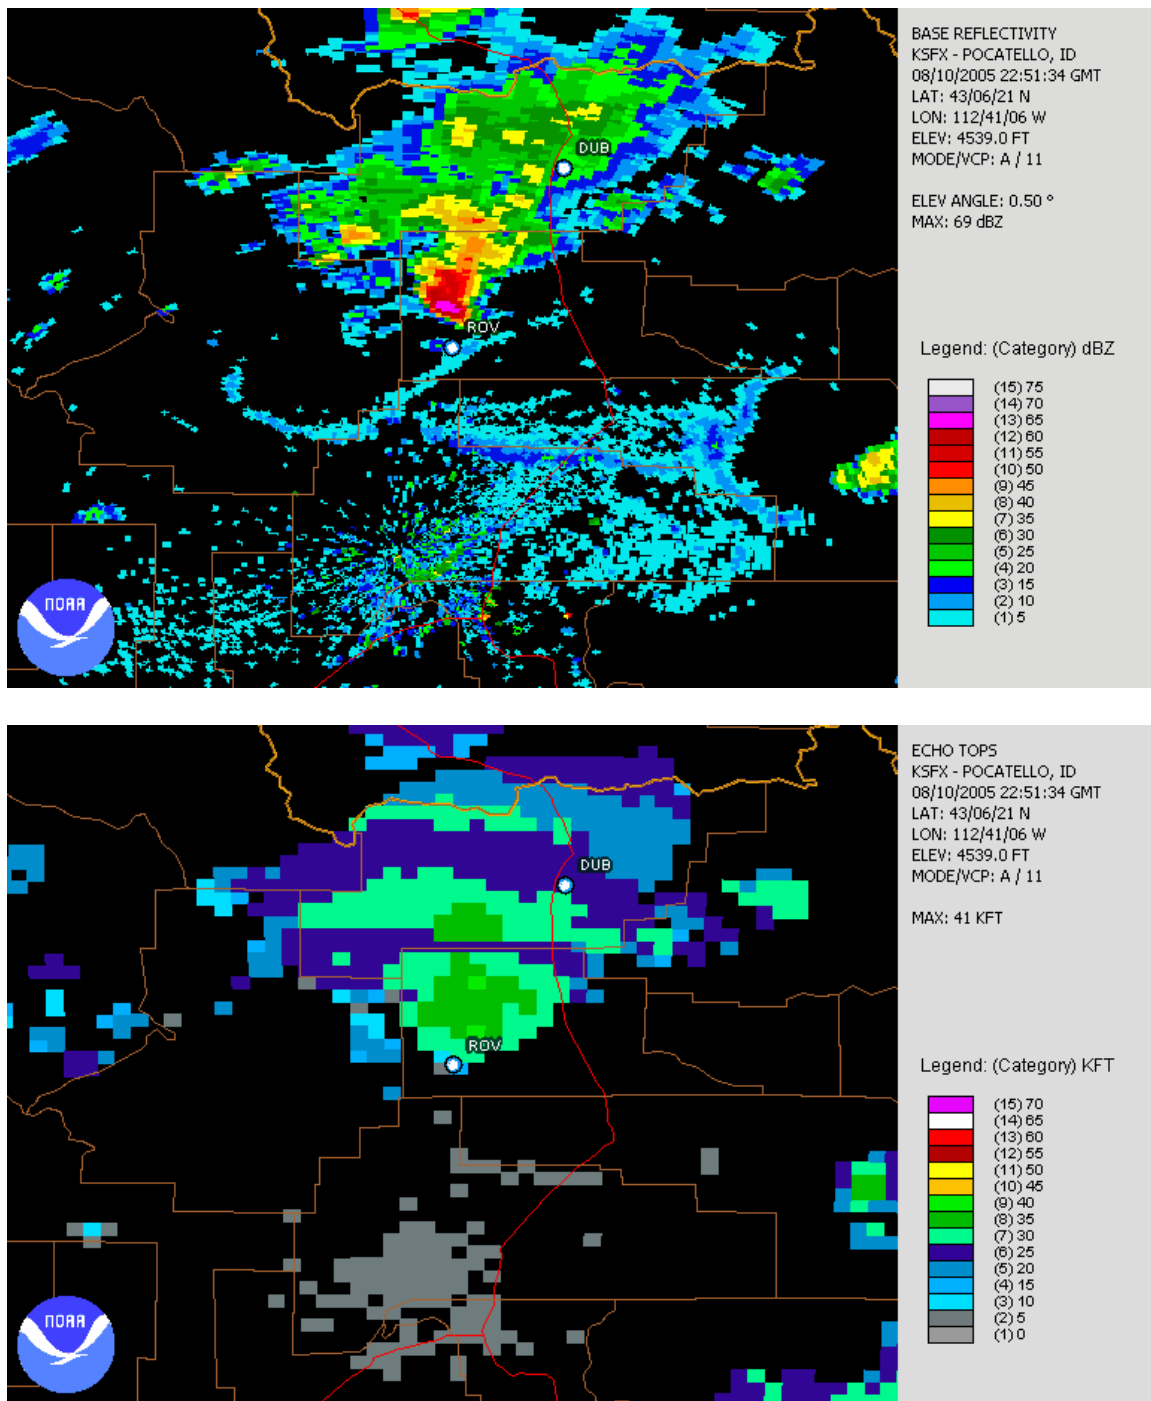 BASE REFLECTIVITY
KSFX - POCATELLO, ID
08/10/2005 22:51:34 GMT
LAT: 43/06/21 N
LON: 112/41/06 W
ELEV: 4539.0 FT
MODE/VCP: A / 11
ELEV ANGLE: 0.50 °
MAX: 69 dBZ
Legend: (Category) dBZ
(15) 75
(14) 70
(13) 65
(12) 60
(11) 55
(10) 50
(9) 45
(8) 40
(7) 35
(6) 30
(5) 25
(4) 20
(3) 15
(2) 10
(1) 5
DUB
ROV
NOAA
ECHO TOPS
KSFX - POCATELLO, ID
08/10/2005 22:51:34 GMT
LAT: 43/06/21 N
LON: 112/41/06 W
ELEV: 4539.0 FT
MODE/VCP: A / 11
MAX: 41 KFT
Legend: (Category) KFT
(15) 70
(14) 65
(13) 60
(12) 55
(11) 50
(10) 45
(9) 40
(8) 35
(7) 30
(6) 25
(5) 20
(4) 15
(3) 10
(2) 5
(1) 0
DUB
ROV
NOAA